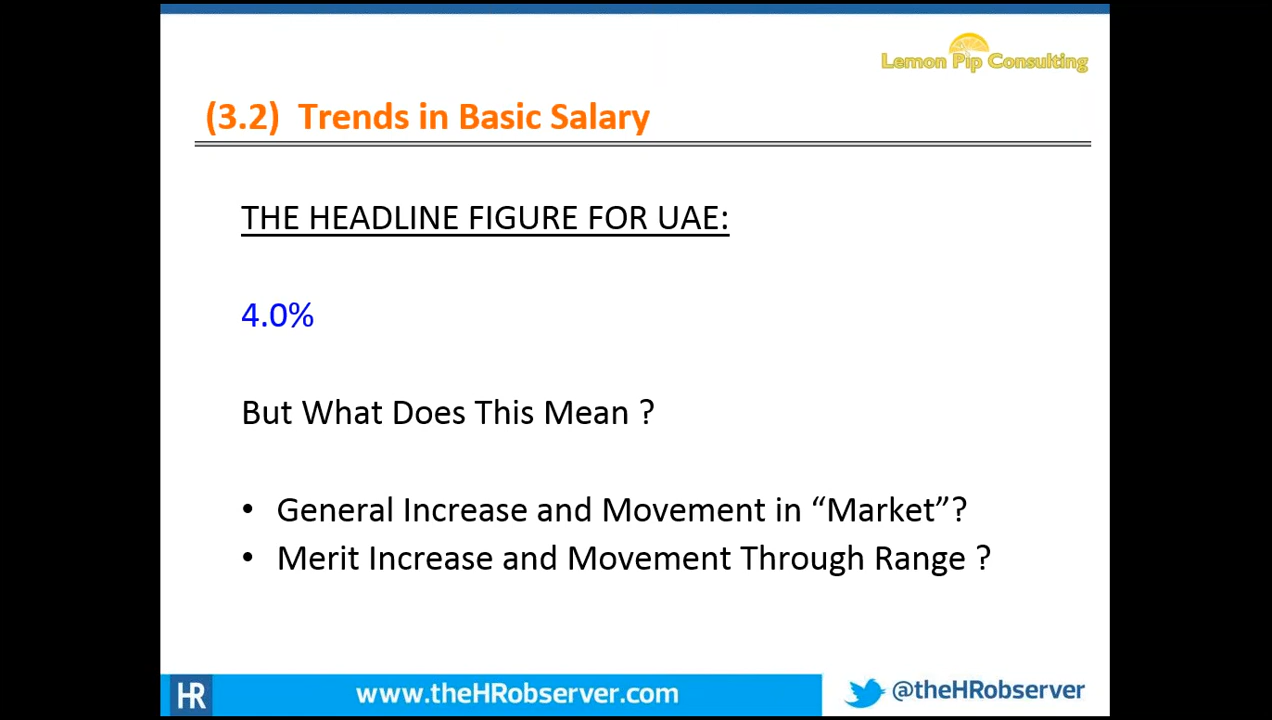 Lemon Pip Consulting
(3.2) Trends in Basic Salary
THE HEADLINE FIGURE FOR UAE:
4.0%
But What Does This Mean ?
• General Increase and Movement in “Market”?
• Merit Increase and Movement Through Range ?
HR www.theHRobserver.com @theHRobserver